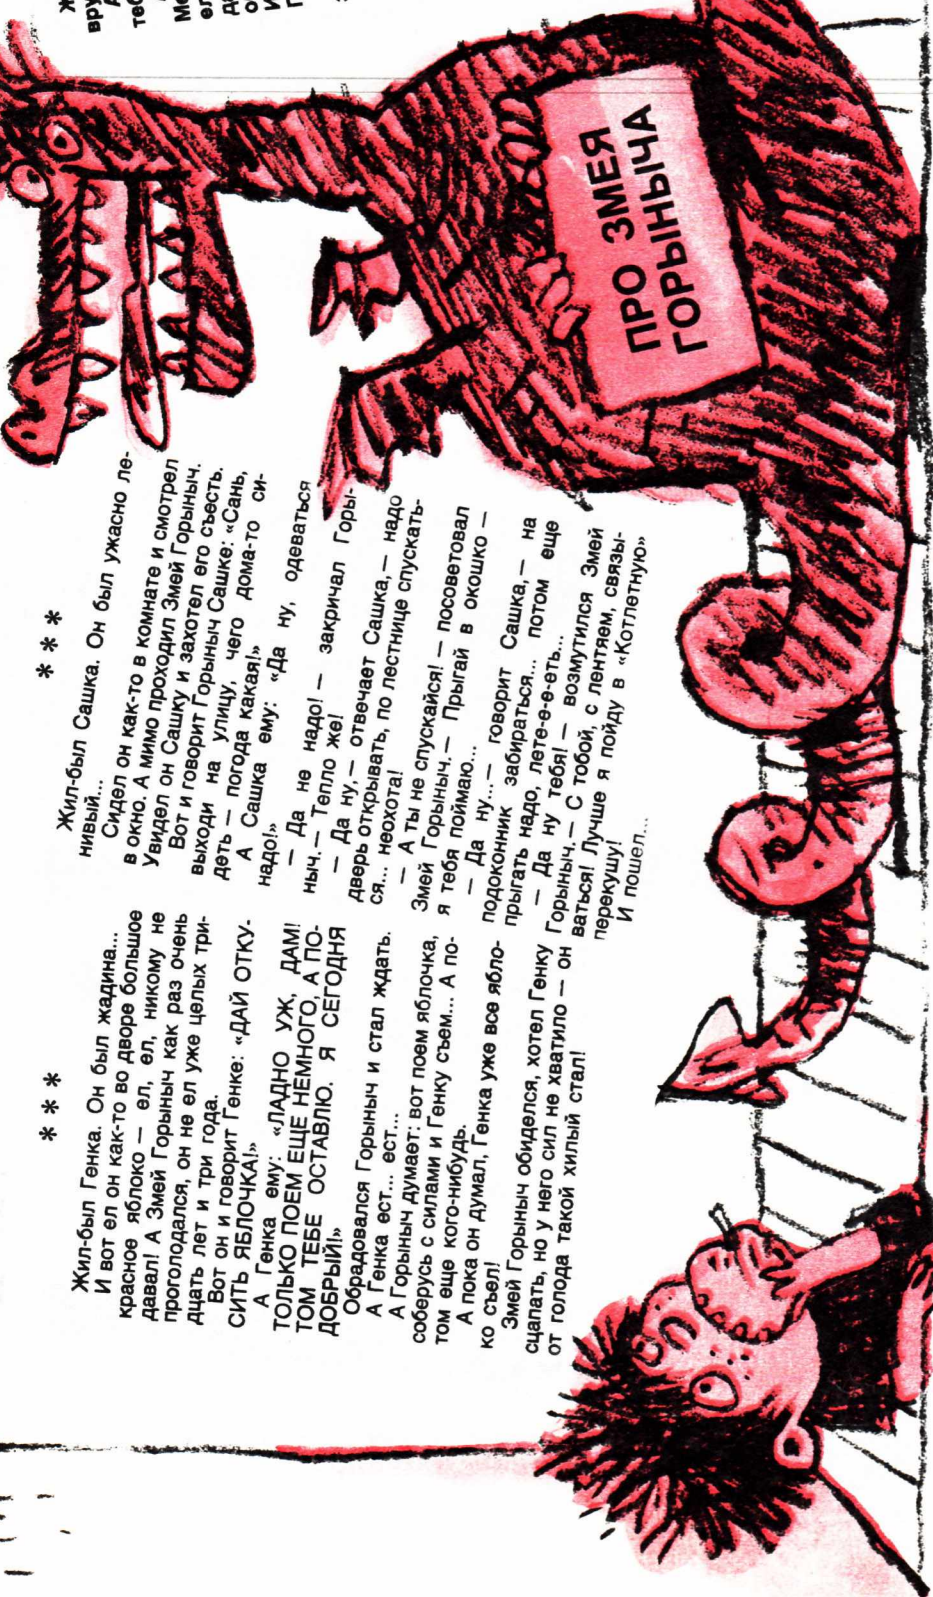 ПРО ЗМЕЯ
ГОРЫНЫЧА
* * *
Жил-был Генка. Он был жадина...
И вот ел он как-то во дворе большое
красное яблоко — ел, ел, никому не
давал! А Змей Горыныч как раз очень
проголодался, он не ел уже целых три-
дцать лет и три года.
Вот он и говорит Генке: «ДАЙ ОТКУ-
СИТЬ ЯБЛОЧКА!»
А Генка ему: «ЛАДНО УЖ, ДАМ!
ТОЛЬКО ПОЕМ ЕЩЕ НЕМНОГО, А ПО-
ТОМ ТЕБЕ ОСТАВЛЮ. Я СЕГОДНЯ
ДОБРЫЙ!»
Обрадовался Горыныч и стал ждать.
А Генка ест... ест... ест...
А Горыныч думает: вот поем яблочка,
соберусь с силами и Генку съем... А по-
том еще кого-нибудь.
А пока он думал, Генка уже все ябло-
ко съел!
Змей Горыныч обиделся, хотел Генку
сцапать, но у него сил не хватило — он
от голода такой хилый стал!
* * *
Жил-был Сашка. Он был ужасно ле-
нивый...
Сидел он как-то в комнате и смотрел
в окно. А мимо проходил Змей Горыныч.
Увидел он Сашку и захотел его съесть.
Вот и говорит Горыныч Сашке: «Сань,
выходи на улицу, чего дома-то си-
деть — погода какая!»
А Сашка ему: «Да ну, одеваться
надо!»
— Да не надо! — закричал Горы-
ныч, — Тепло же!
— Да ну, — отвечает Сашка, — надо
дверь открывать, по лестнице спускать-
ся... неохота!
— А ты не спускайся! — посоветовал
Змей Горыныч. — Прыгай в окошко —
я тебя поймаю...
— Да ну... — говорит Сашка, — на
подоконник забираться... потом еще
прыгать надо, лете-е-е-еть...
— Да ну тебя! — возмутился Змей
Горыныч. — С тобой, с лентяем, связы-
ваться! Лучше я пойду в «Котлетную»
перекушу!
И пошел...